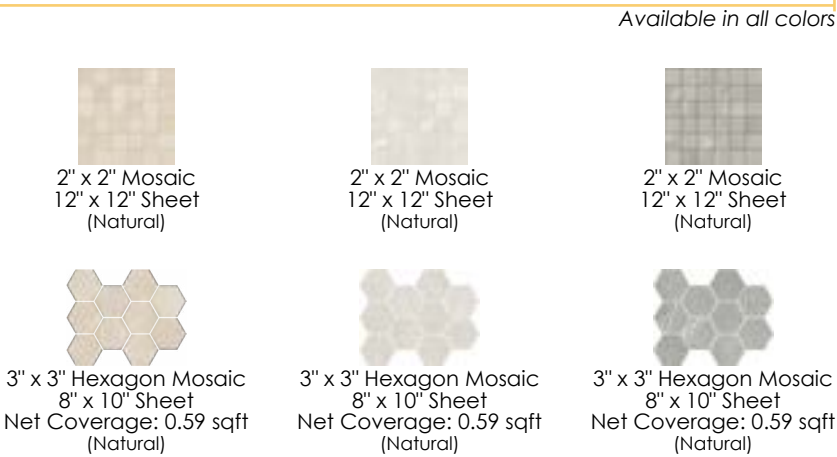 Available in all colors
2" x 2" Mosaic
12" x 12" Sheet
(Natural)
2" x 2" Mosaic
12" x 12" Sheet
(Natural)
2" x 2" Mosaic
12" x 12" Sheet
(Natural)
3" x 3" Hexagon Mosaic
8" x 10" Sheet
Net Coverage: 0.59 sqft
(Natural)
3" x 3" Hexagon Mosaic
8" x 10" Sheet
Net Coverage: 0.59 sqft
(Natural)
3" x 3" Hexagon Mosaic
8" x 10" Sheet
Net Coverage: 0.59 sqft
(Natural)